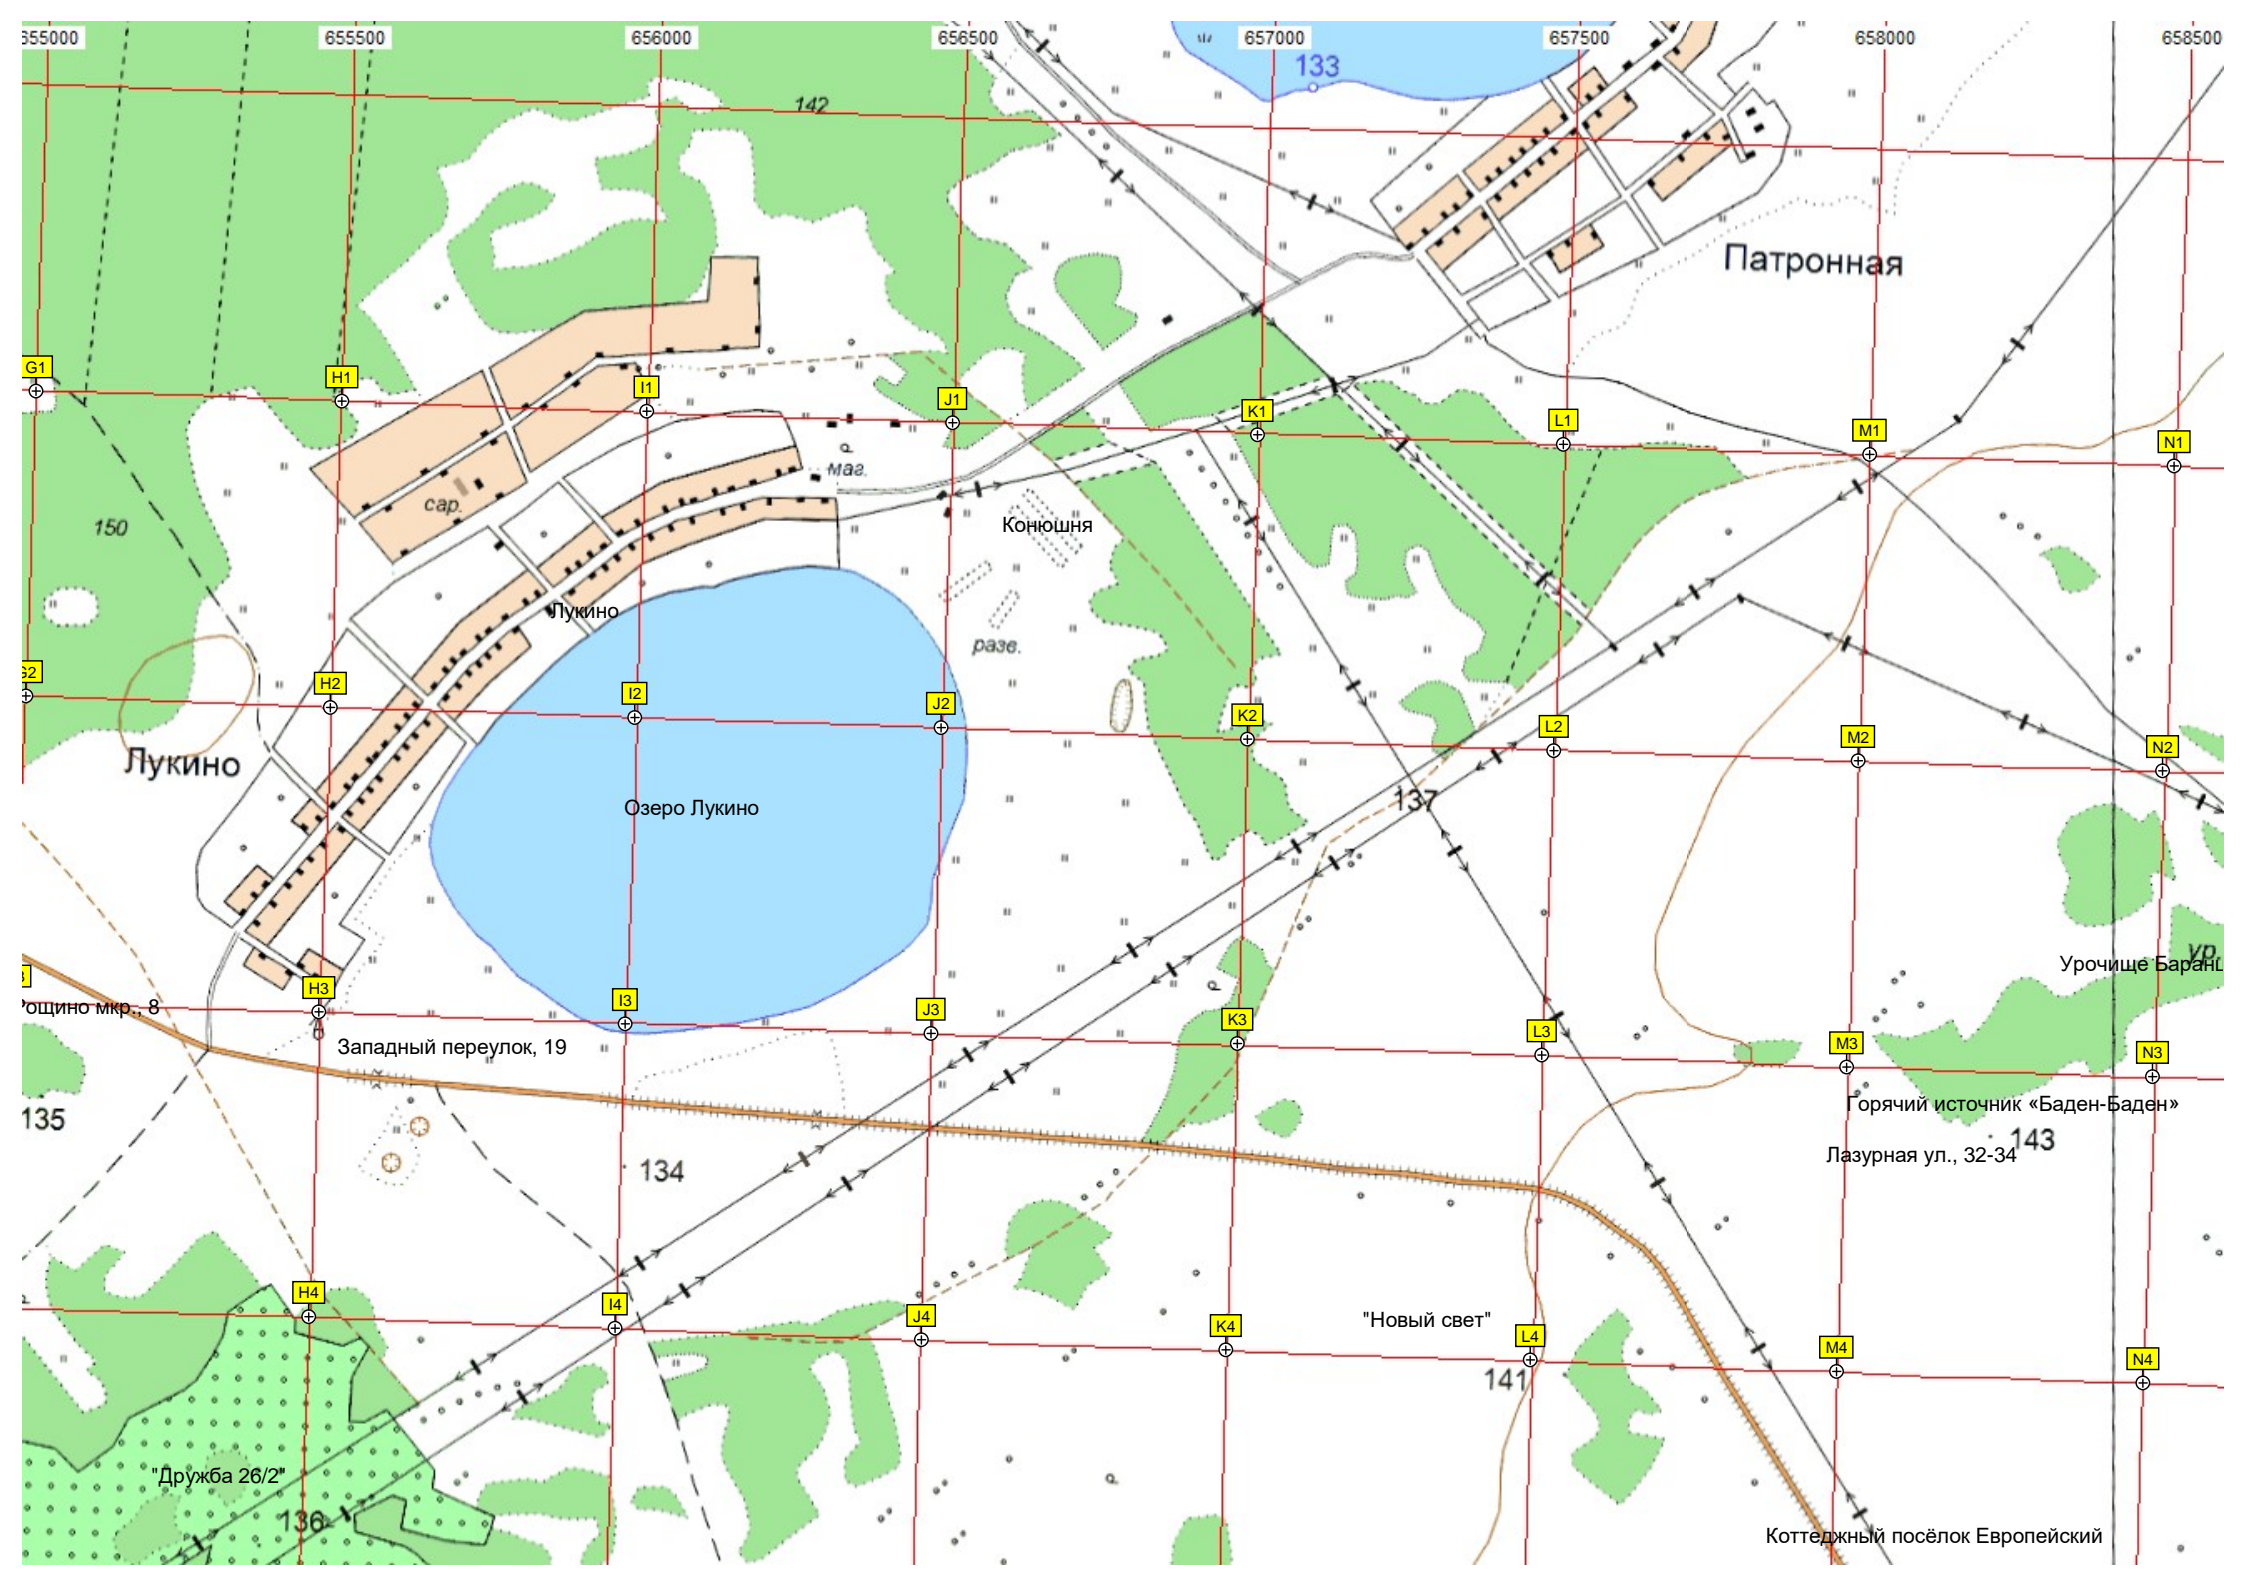 655000 655500 656000 656500 657000 657500 658000 658500
133
142
Патронная
G1 H1 I1 J1 K1 L1 M1 N1
маг.
сар.
150
Конюшня
Лукино
разв.
G2 H2 I2 J2 K2 L2 M2 N2
Лукино
Озеро Лукино
137
ур.
Урочище Баранц
H3 I3 J3 K3 L3 M3 N3
Рощино мкр., 8
Западный переулок, 19
135
Горячий источник «Баден-Баден»
143
Лазурная ул., 32-34
134
H4 I4 J4 K4 L4 M4 N4
"Новый свет"
141
"Дружба 26/2"
136
Коттеджный посёлок Европейский